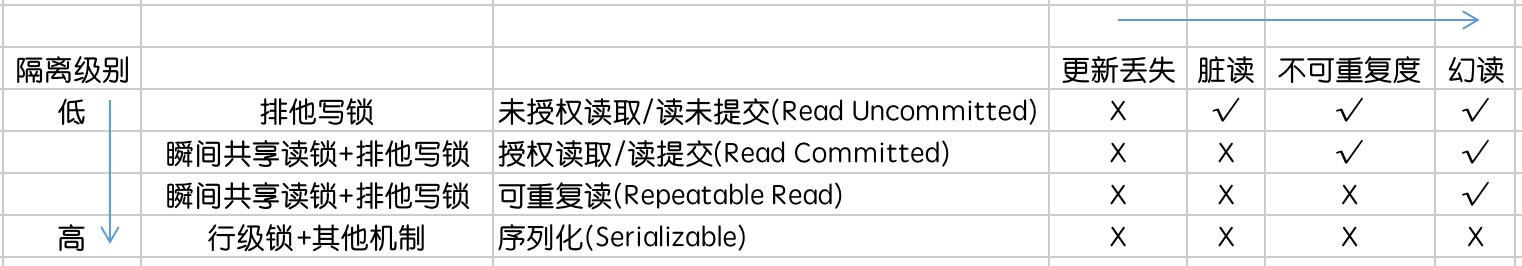 隔离级别 更新丢失 脏读 不可重复度 幻读
低 排他写锁 未授权读取/读未提交(Read Uncommitted) X √ √ √
瞬间共享读锁+排他写锁 授权读取/读提交(Read Committed) X X √ √
瞬间共享读锁+排他写锁 可重复读(Repeatable Read) X X X √
高 行级锁+其他机制 序列化(Serializable) X X X X